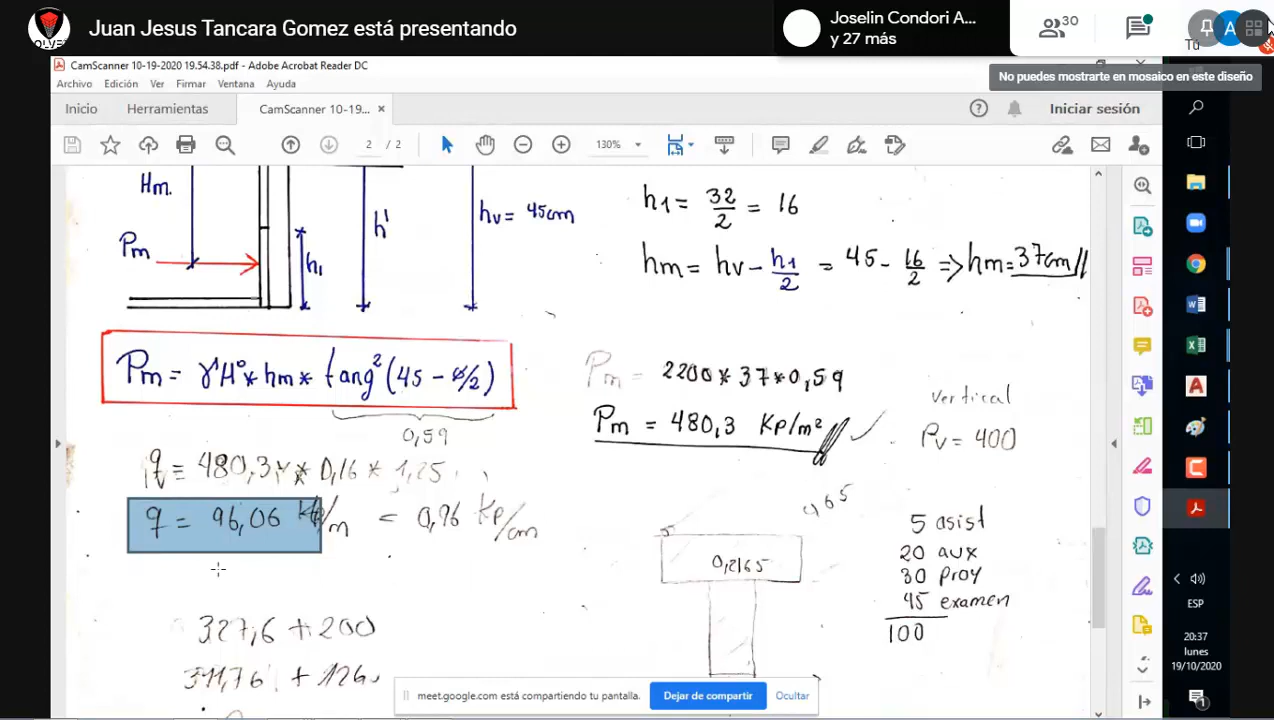 Juan Jesus Tancara Gomez está presentando
Joselin Condori A...
y 27 más
30
A
Tú
No puedes mostrarte en mosaico en este diseño
CamScanner 10-19-2020 19.54.38.pdf - Adobe Acrobat Reader DC
Archivo Edición Ver Firmar Ventana Ayuda
Inicio Herramientas CamScanner 10-19... × Iniciar sesión
2 / 2 130%
Hm.
Pm
h1
h'
hv = 45cm
h1 = 32/2 = 16
hm = hv - h1/2 = 45 - 16/2 => hm = 37cm//
Pm = γH° * hm * tang²(45 - ø/2)
0,59
Pm = 2200 * 37 * 0,59
Pm = 480,3 Kp/m²
vertical
Pv = 400
q = 480,3 * 0,16 * 1,25
q = 96,06 Kp/m = 0,96 Kp/cm
0,2165
5 asist
20 aux
30 proy
45 examen
100
327,6 + 200
311,76 + 126
meet.google.com está compartiendo tu pantalla. Dejar de compartir Ocultar
ESP
20:37
lunes
19/10/2020
1